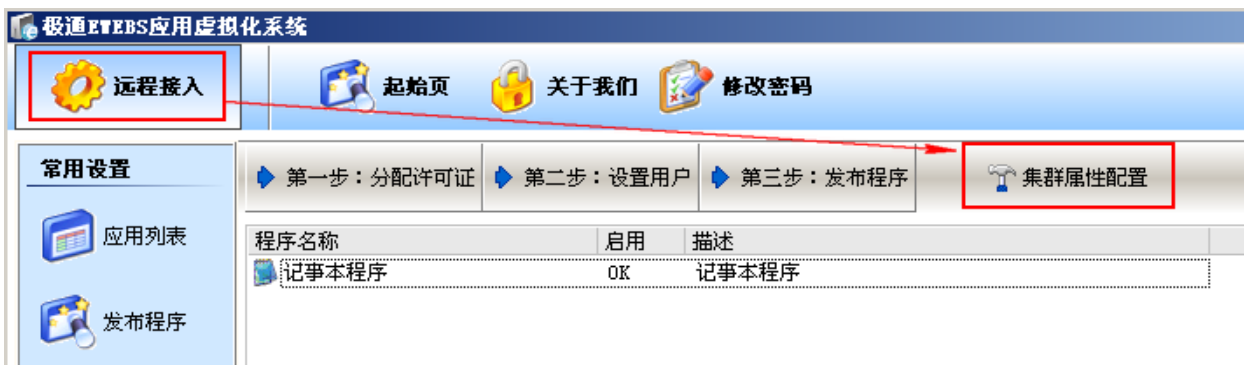 极通EWEBS应用虚拟化系统
远程接入 起始页 关于我们 修改密码
常用设置
第一步：分配许可证 第二步：设置用户 第三步：发布程序 集群属性配置
应用列表
程序名称 启用 描述
记事本程序 OK 记事本程序
发布程序